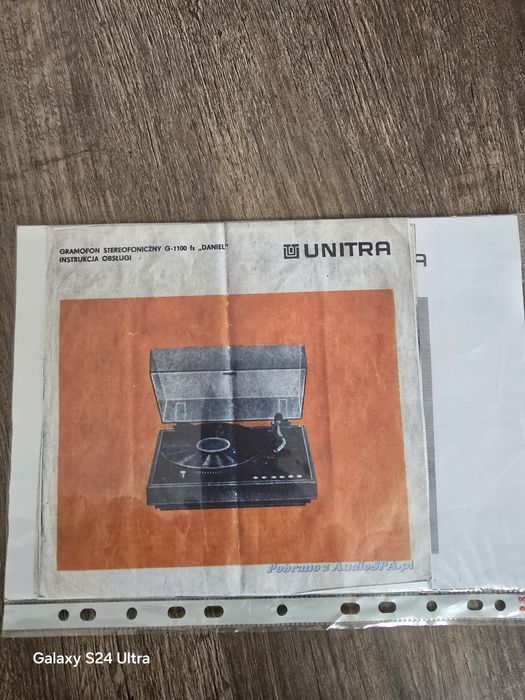 GRAMOFON STEREOFONICZNY G-1100 fs „DANIEL"
INSTRUKCJA OBSŁUGI
UNITRA
A
Pobrano z AudioSPA.pl
Galaxy S24 Ultra